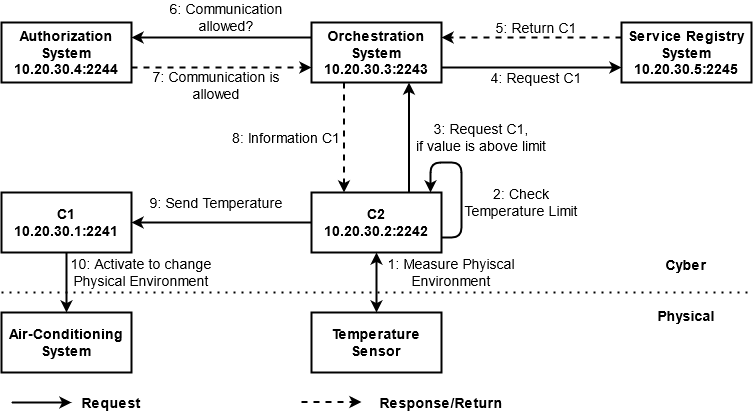 6: Communication
allowed?
Authorization
System
10.20.30.4:2244
Orchestration
System
10.20.30.3:2243
5: Return C1
Service Registry
System
10.20.30.5:2245
7: Communication is
allowed
4: Request C1
8: Information C1
3: Request C1,
if value is above limit
9: Send Temperature
2: Check
Temperature Limit
C1
10.20.30.1:2241
C2
10.20.30.2:2242
10: Activate to change
Physical Environment
1: Measure Phyiscal
Environment
Cyber
Physical
Air-Conditioning
System
Temperature
Sensor
Request
Response/Return